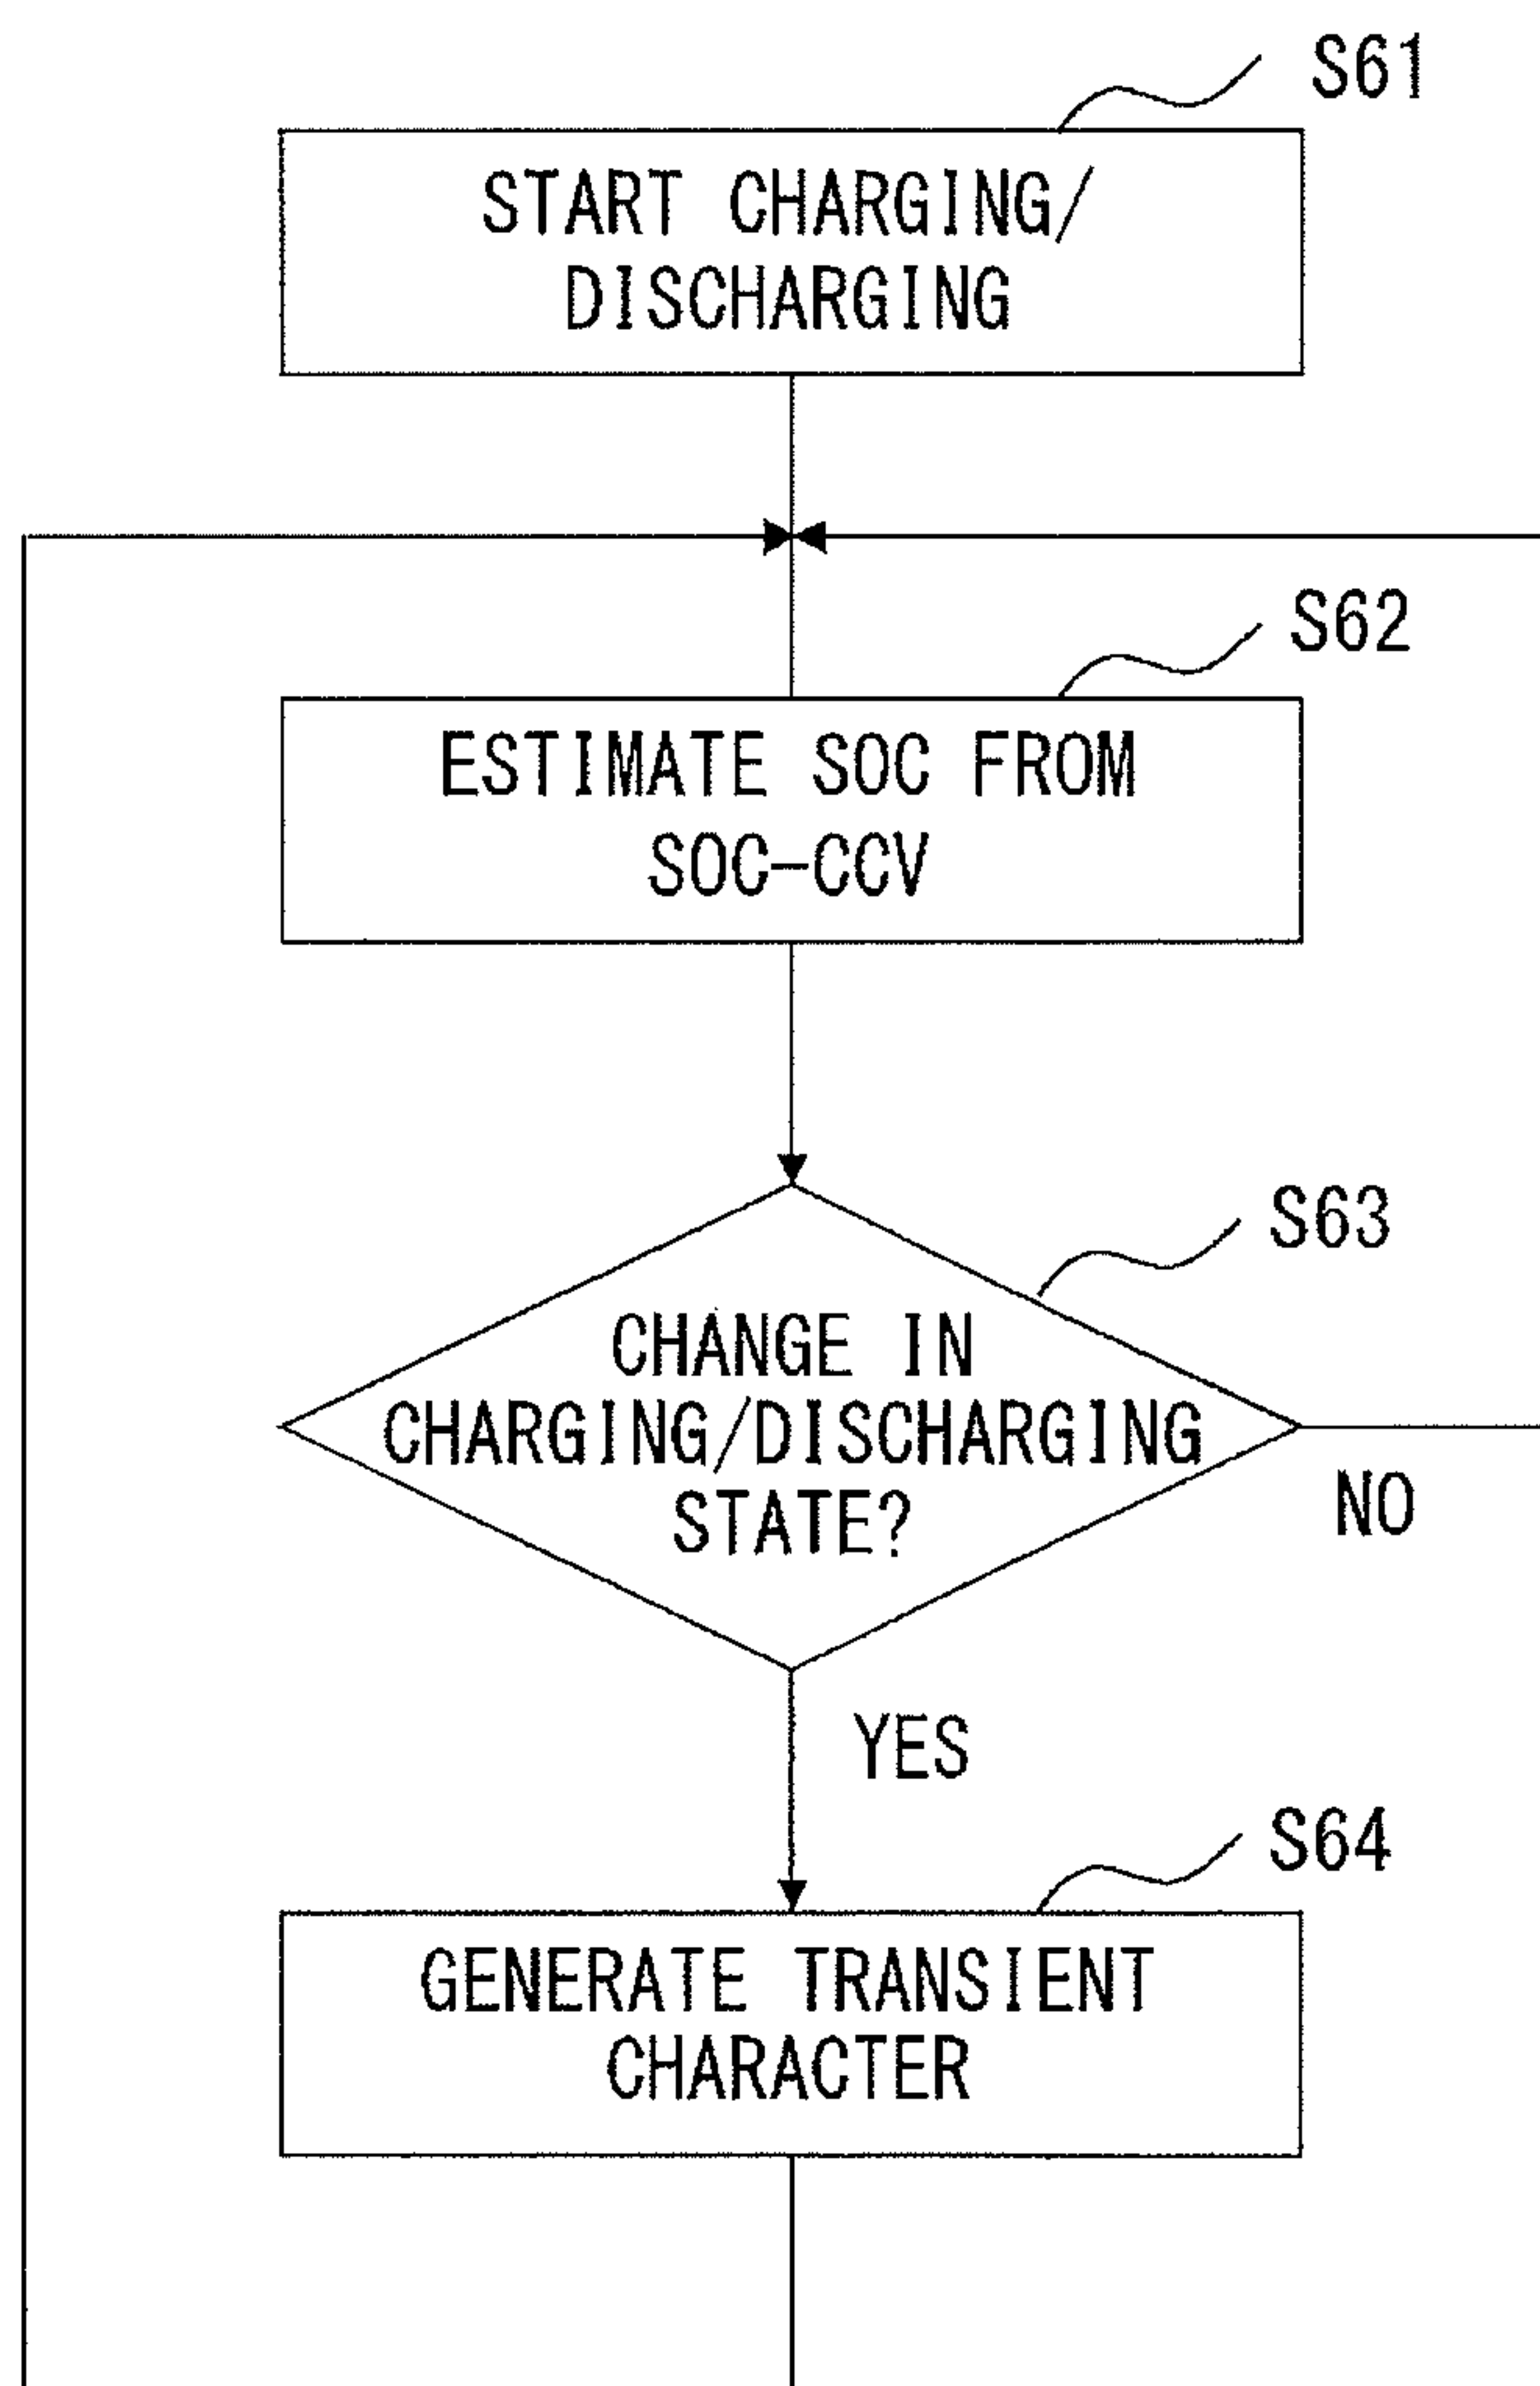 S61
START CHARGING/
DISCHARGING
S62
ESTIMATE SOC FROM
SOC-CCV
S63
CHANGE IN
CHARGING/DISCHARGING
STATE?
NO
YES
S64
GENERATE TRANSIENT
CHARACTER